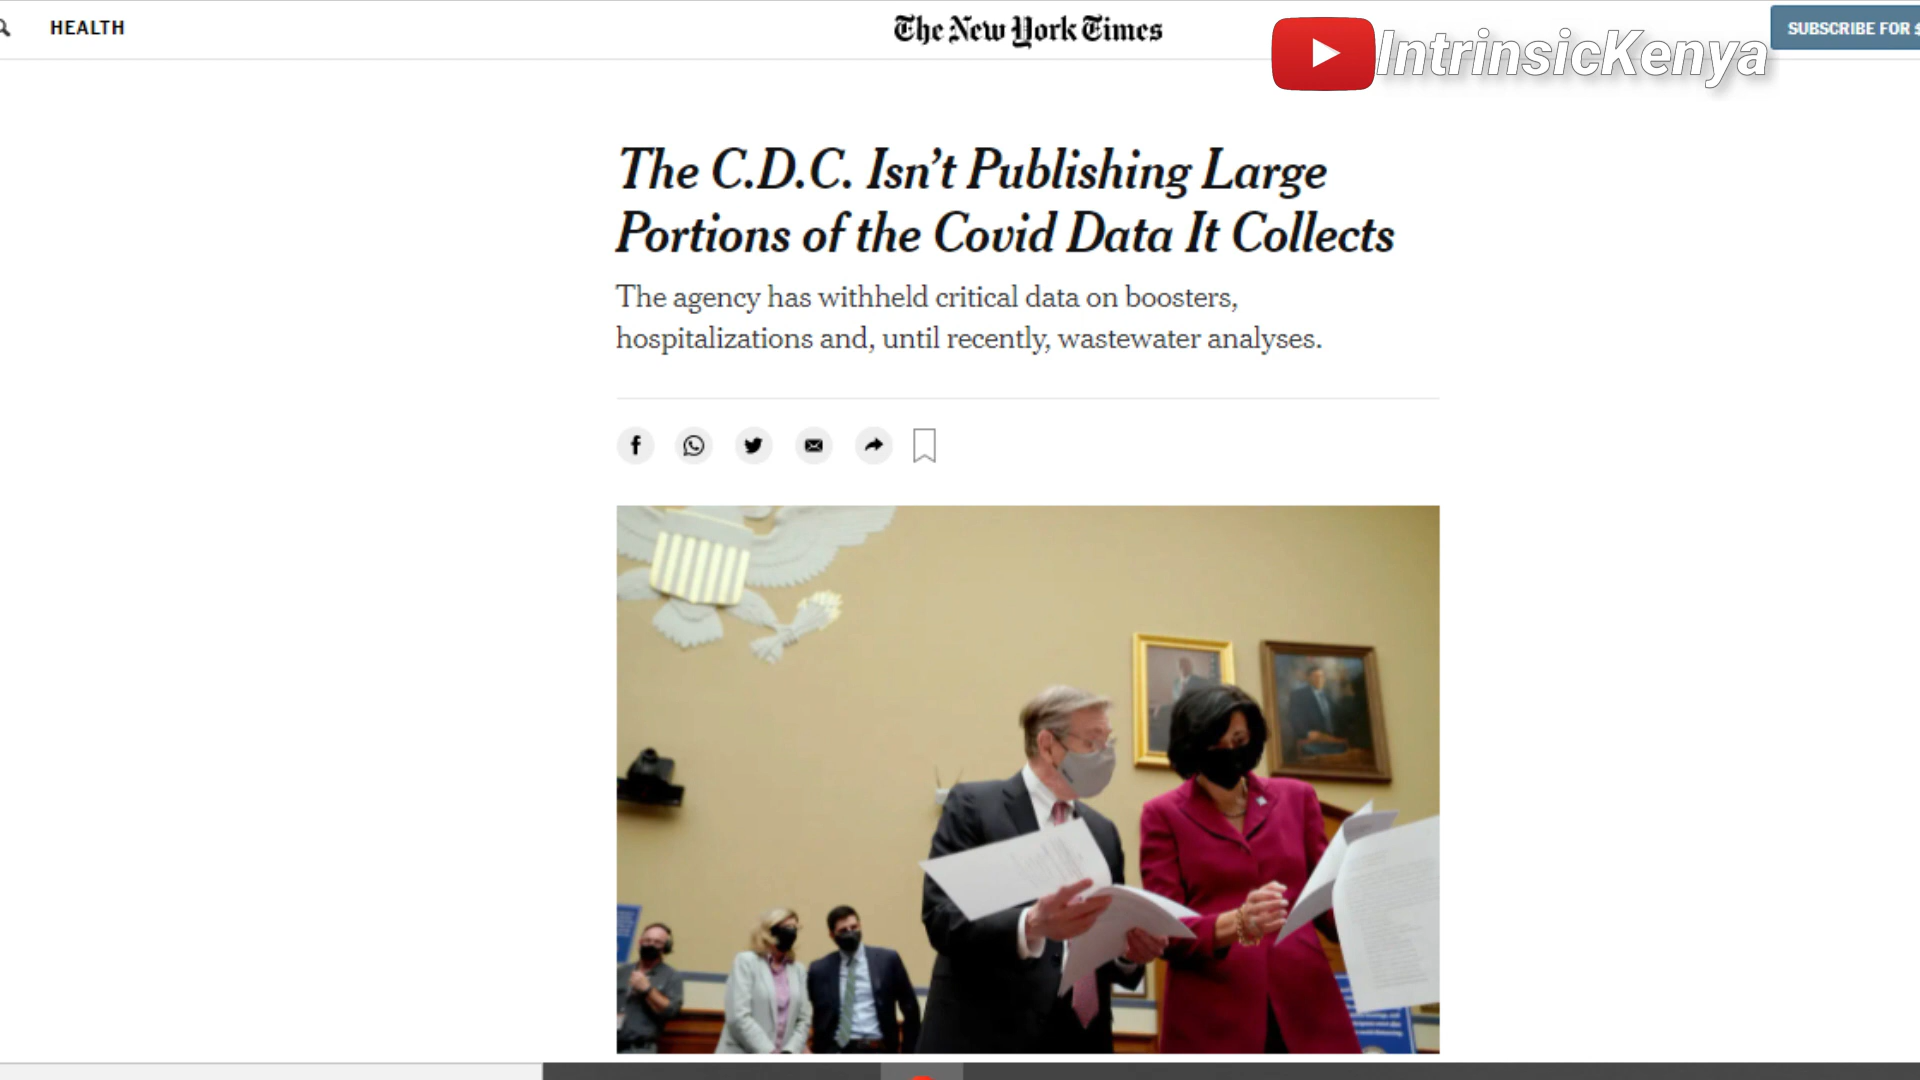 HEALTH
The New York Times
IntrinsicKenya
SUBSCRIBE FOR
The C.D.C. Isn't Publishing Large
Portions of the Covid Data It Collects
The agency has withheld critical data on boosters,
hospitalizations and, until recently, wastewater analyses.